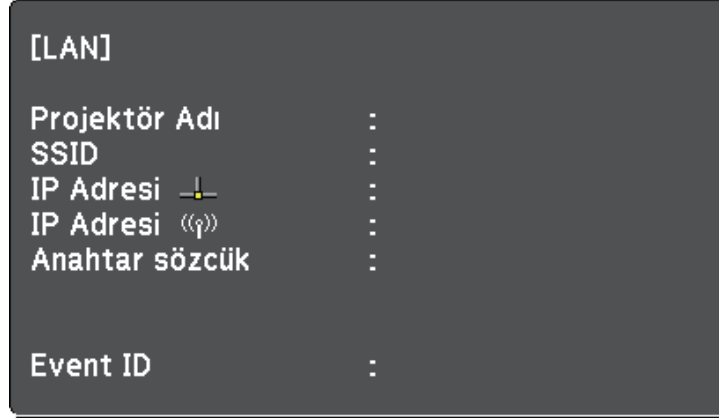 [LAN]
Projektör Adı :
SSID :
IP Adresi :
IP Adresi :
Anahtar sözcük :
Event ID :